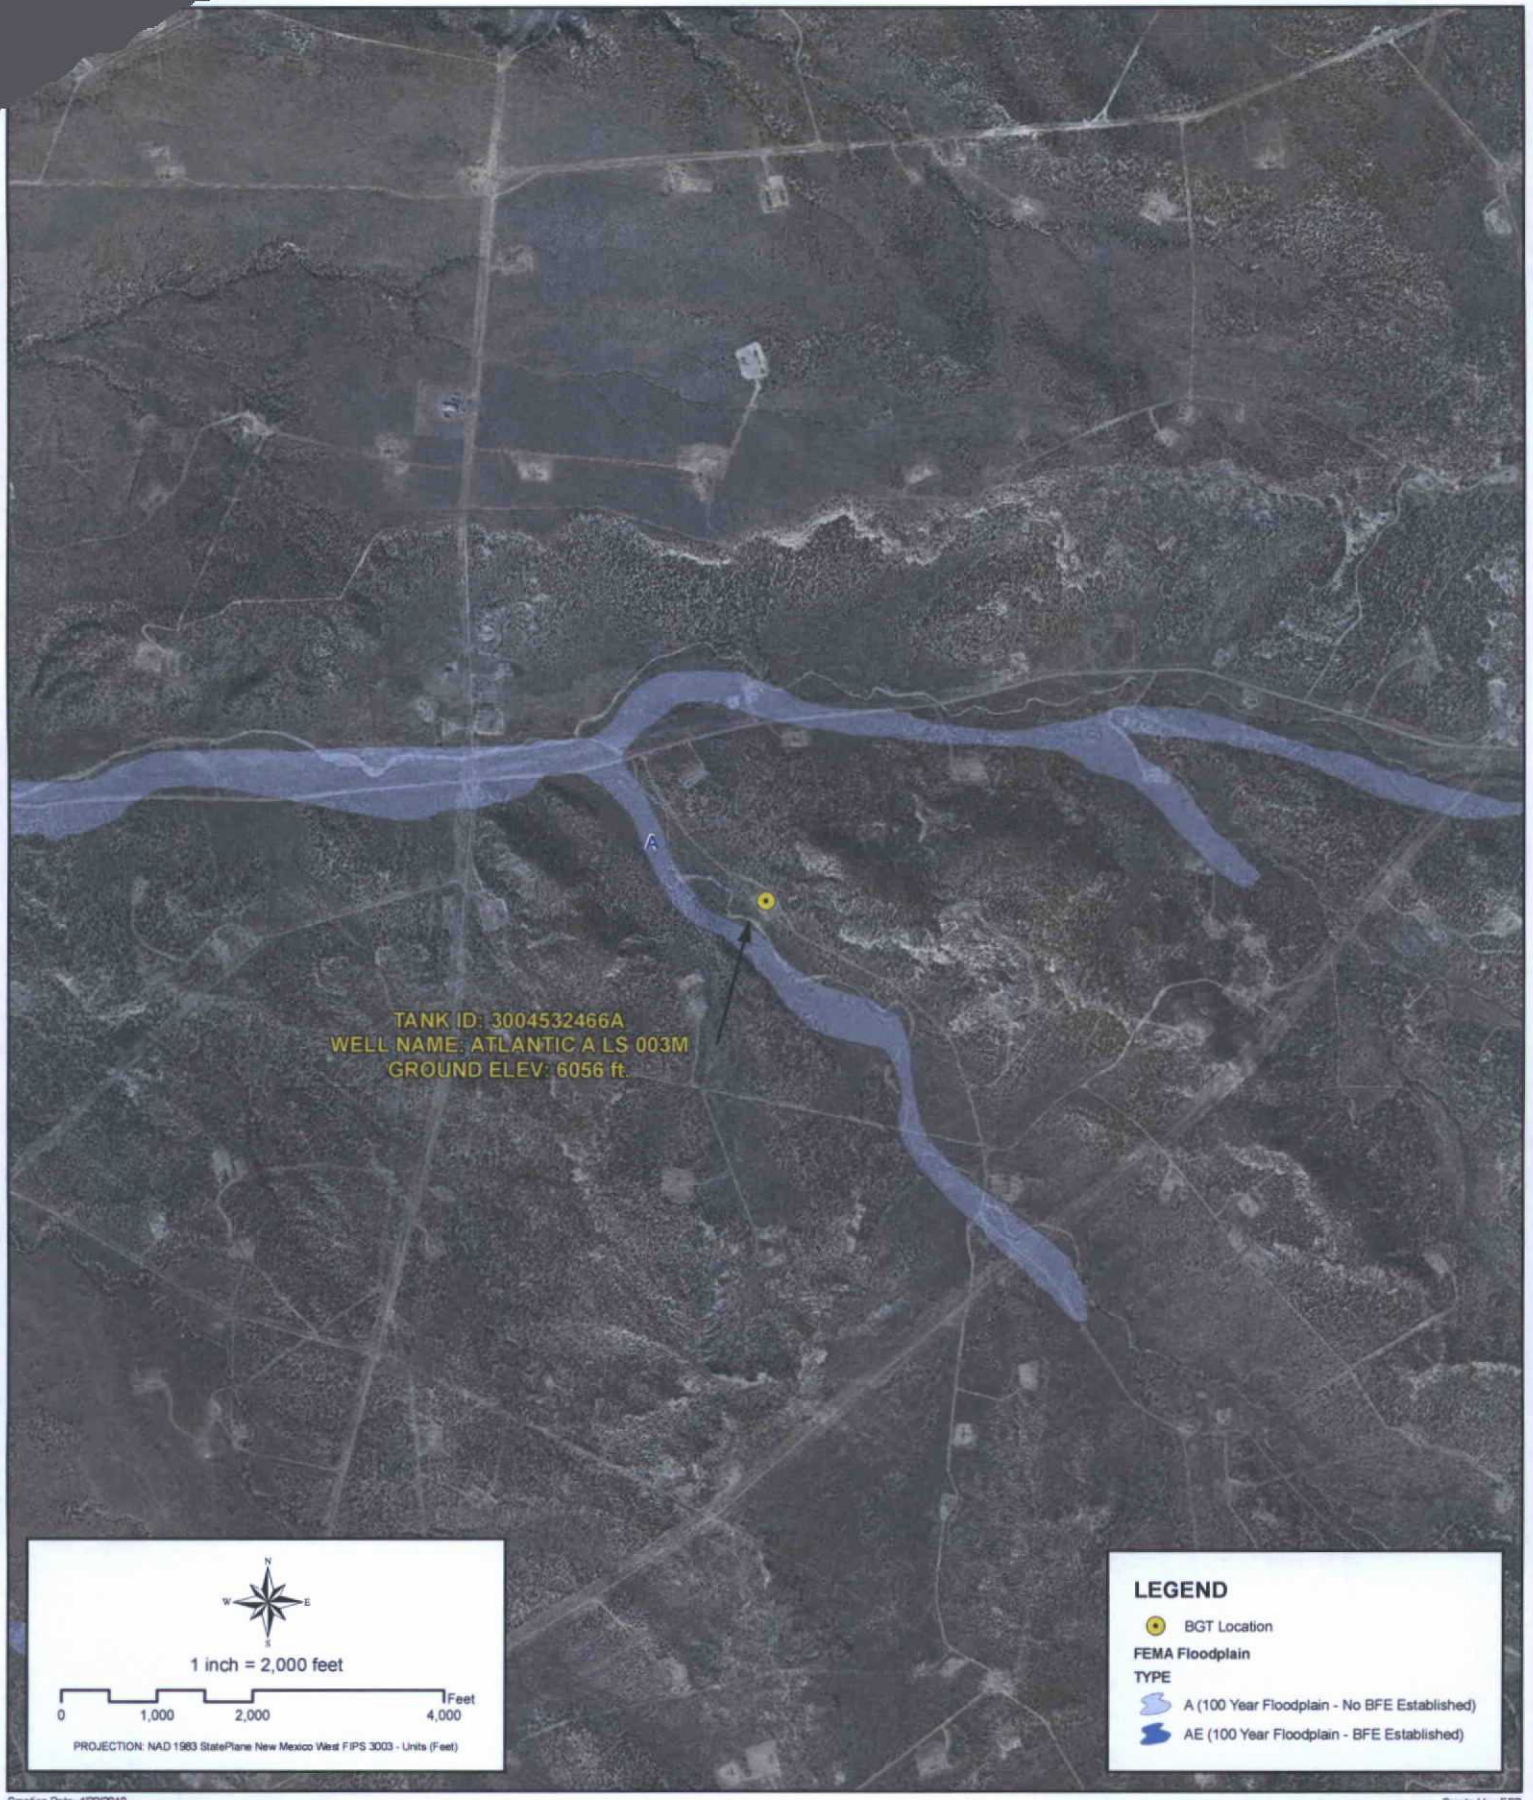 A
TANK ID: 3004532466A
WELL NAME: ATLANTIC A LS 003M
GROUND ELEV: 6056 ft.
N
W E
S
1 inch = 2,000 feet
Feet
0 1,000 2,000 4,000
PROJECTION: NAD 1983 StatePlane New Mexico West FIPS 3003 - Units (Feet)
LEGEND
BGT Location
FEMA Floodplain
TYPE
A (100 Year Floodplain - No BFE Established)
AE (100 Year Floodplain - BFE Established)